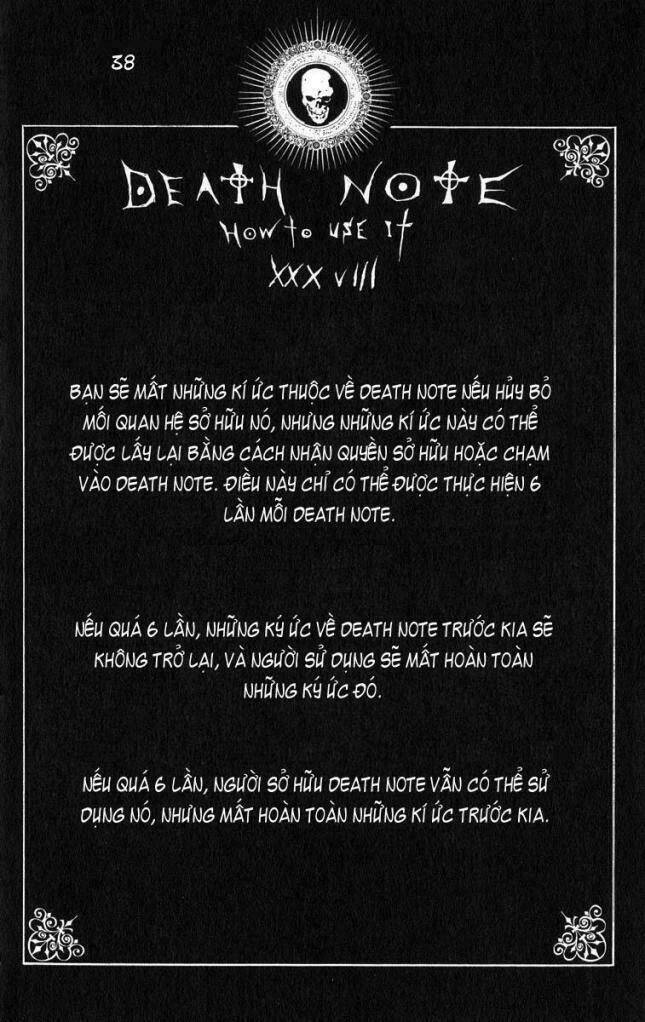 38
DEATH NOTE
HOW TO USE IT
XXXVIII
BẠN SẼ MẤT NHỮNG KÍ ỨC THUỘC VỀ DEATH NOTE NẾU HỦY BỎ
MỐI QUAN HỆ SỞ HỮU NÓ, NHƯNG NHỮNG KÍ ỨC NÀY CÓ THỂ
ĐƯỢC LẤY LẠI BẰNG CÁCH NHẬN QUYỀN SỞ HỮU HOẶC CHẠM
VÀO DEATH NOTE. ĐIỀU NÀY CHỈ CÓ THỂ ĐƯỢC THỰC HIỆN 6
LẦN MỖI DEATH NOTE.
NẾU QUÁ 6 LẦN, NHỮNG KÝ ỨC VỀ DEATH NOTE TRƯỚC KIA SẼ
KHÔNG TRỞ LẠI, VÀ NGƯỜI SỬ DỤNG SẼ MẤT HOÀN TOÀN
NHỮNG KÝ ỨC ĐÓ.
NẾU QUÁ 6 LẦN, NGƯỜI SỞ HỮU DEATH NOTE VẪN CÓ THỂ SỬ
DỤNG NÓ, NHƯNG MẤT HOÀN TOÀN NHỮNG KÍ ỨC TRƯỚC KIA.